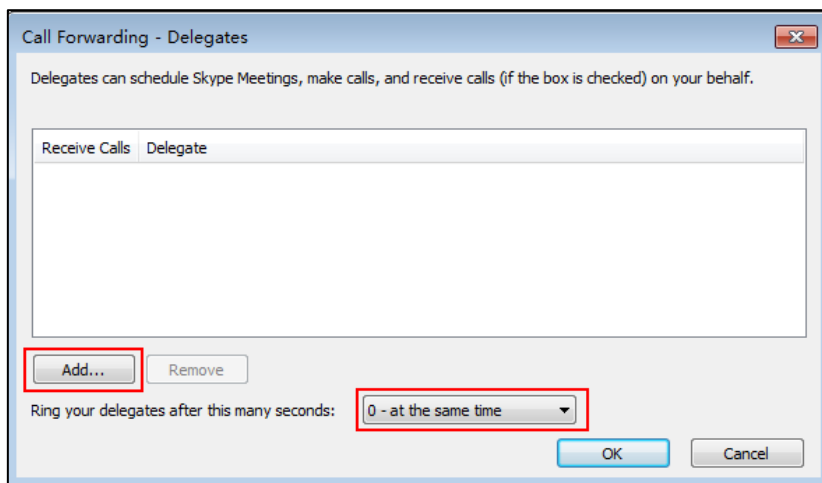 Call Forwarding - Delegates
Delegates can schedule Skype Meetings, make calls, and receive calls (if the box is checked) on your behalf.
Receive Calls Delegate
Add... Remove
Ring your delegates after this many seconds: 0 - at the same time
OK Cancel